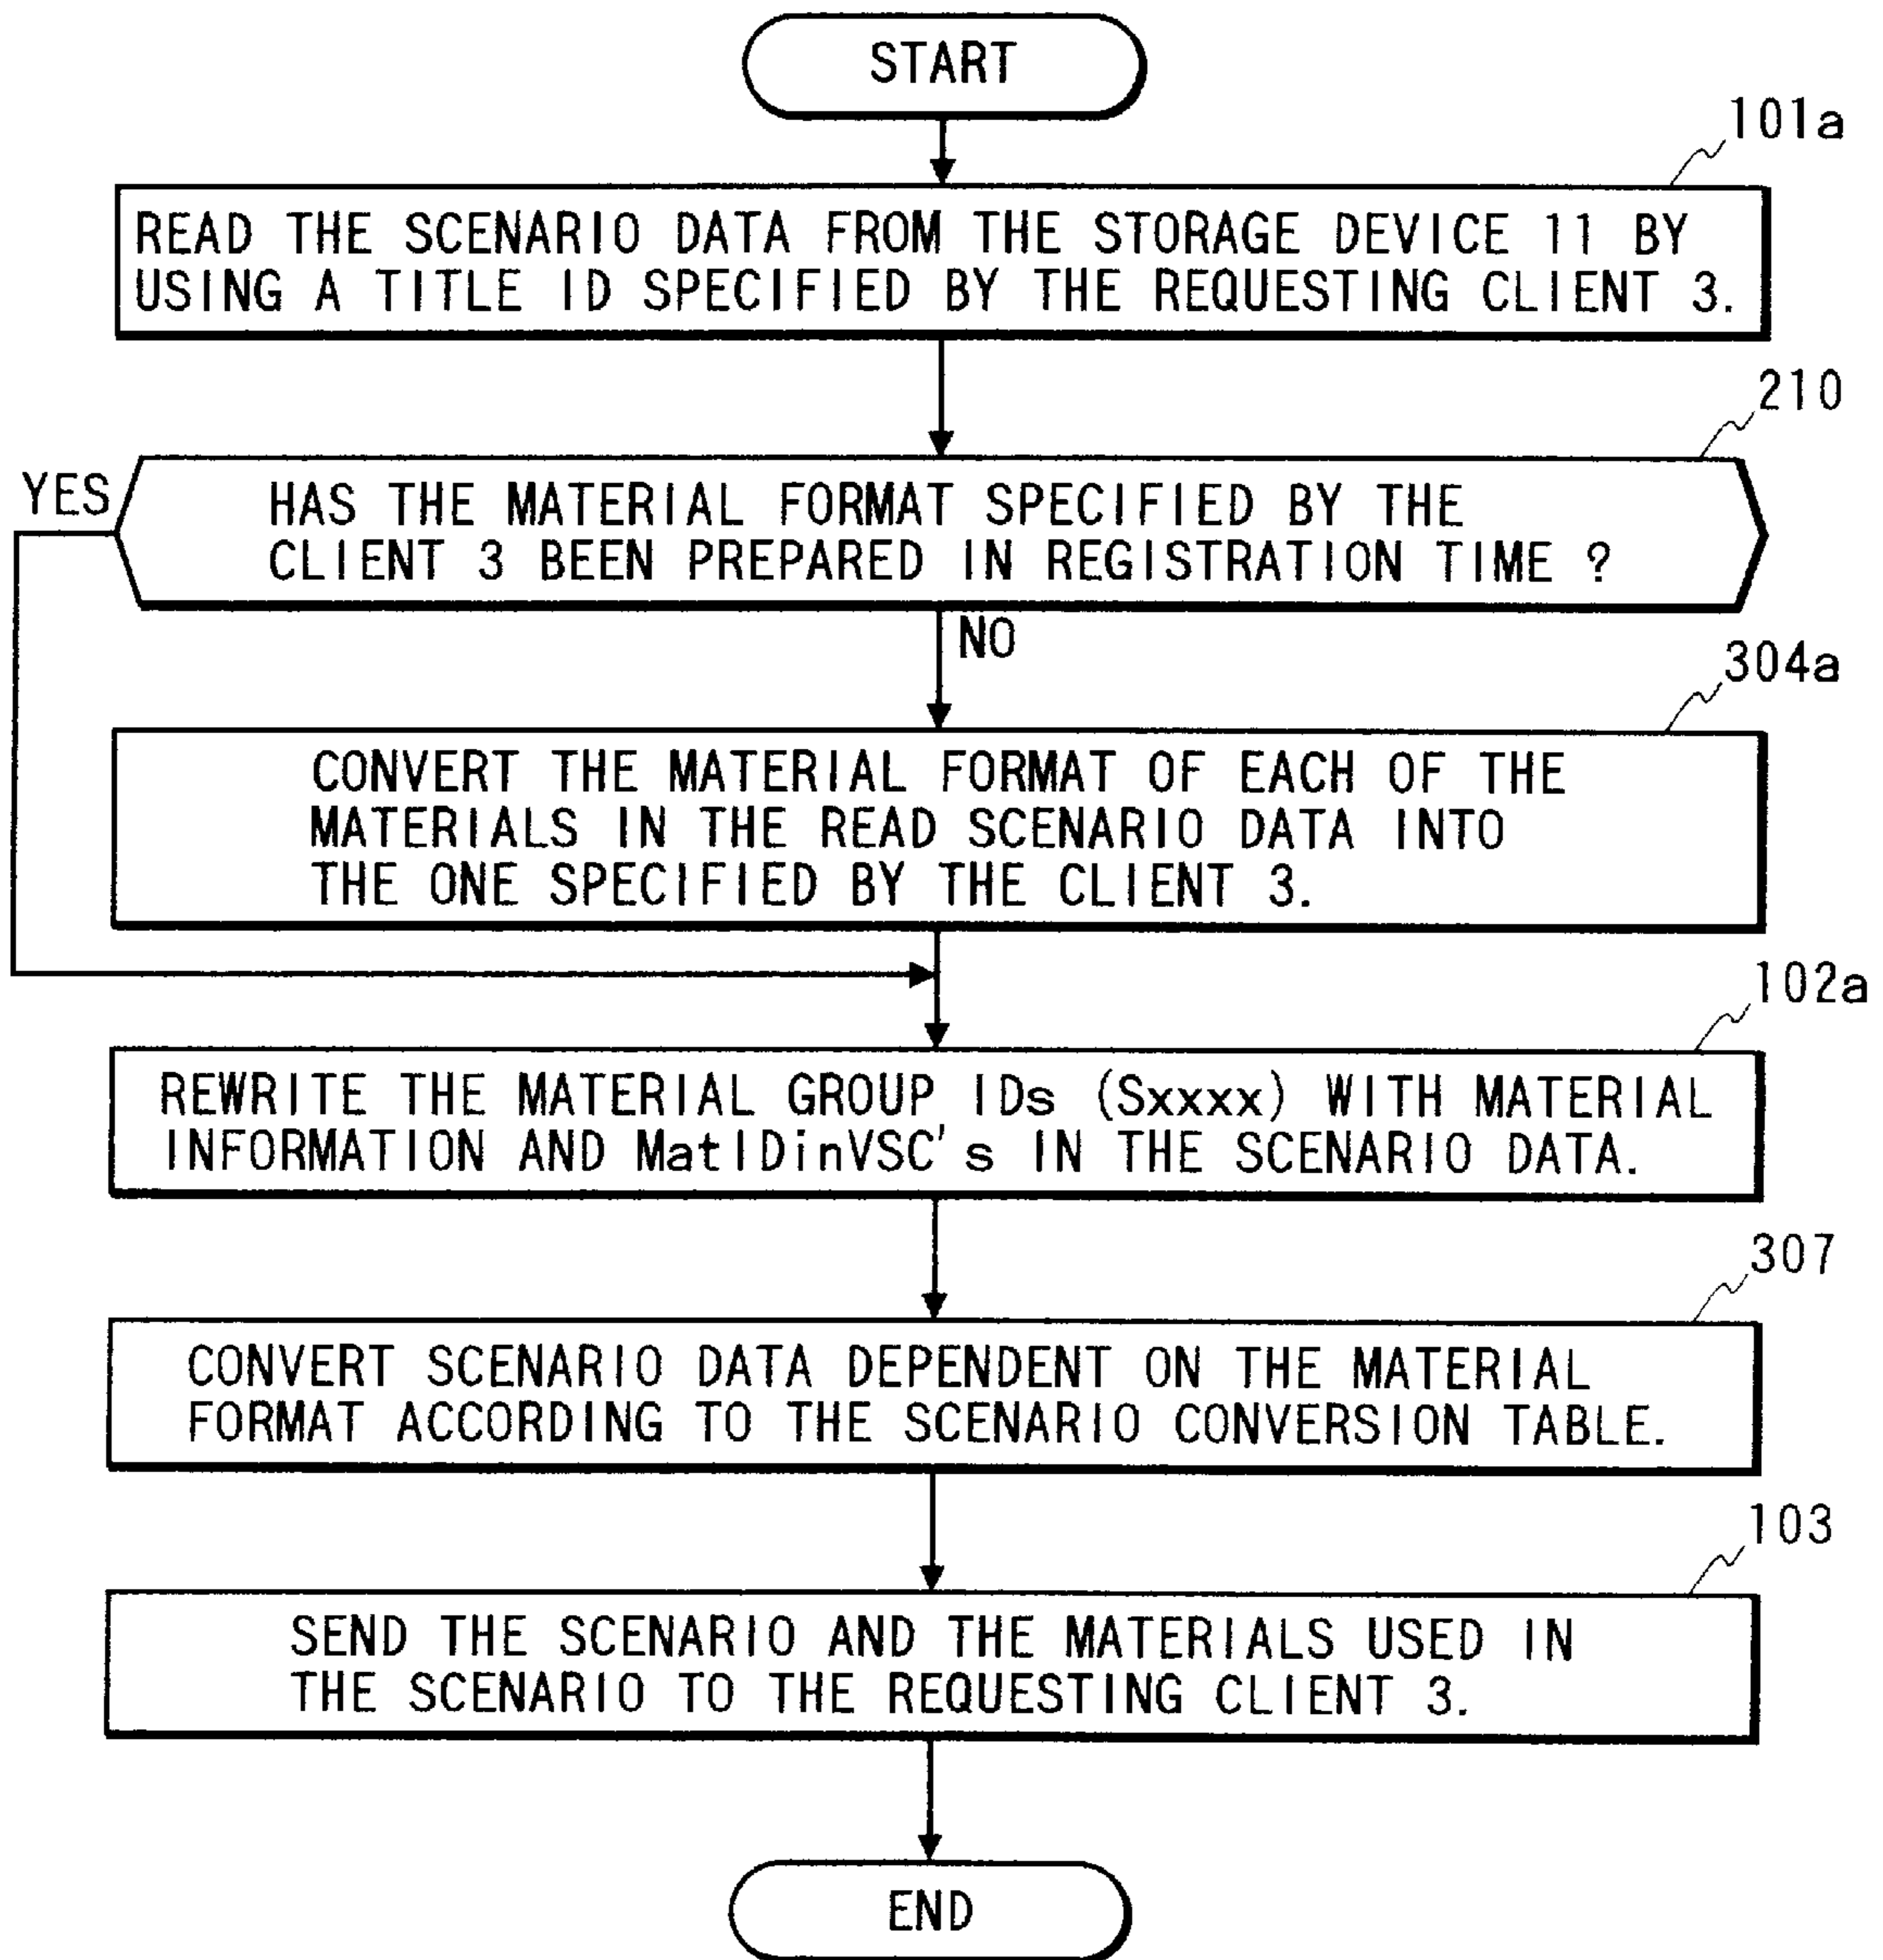 START
101a
READ THE SCENARIO DATA FROM THE STORAGE DEVICE 11 BY
USING A TITLE ID SPECIFIED BY THE REQUESTING CLIENT 3.
210
YES
HAS THE MATERIAL FORMAT SPECIFIED BY THE
CLIENT 3 BEEN PREPARED IN REGISTRATION TIME ?
NO
304a
CONVERT THE MATERIAL FORMAT OF EACH OF THE
MATERIALS IN THE READ SCENARIO DATA INTO
THE ONE SPECIFIED BY THE CLIENT 3.
102a
REWRITE THE MATERIAL GROUP IDs (Sxxxx) WITH MATERIAL
INFORMATION AND MatIDinVSC's IN THE SCENARIO DATA.
307
CONVERT SCENARIO DATA DEPENDENT ON THE MATERIAL
FORMAT ACCORDING TO THE SCENARIO CONVERSION TABLE.
103
SEND THE SCENARIO AND THE MATERIALS USED IN
THE SCENARIO TO THE REQUESTING CLIENT 3.
END